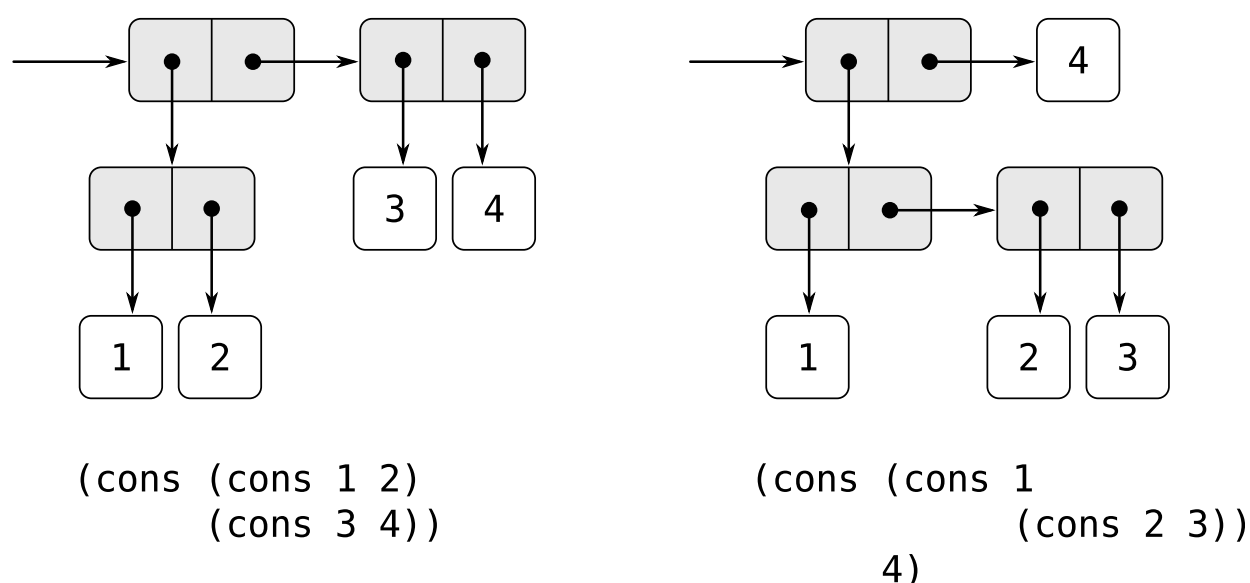 4
3 4
1 2
1 2 3
(cons (cons 1 2)
(cons 3 4))
(cons (cons 1
(cons 2 3))
4)